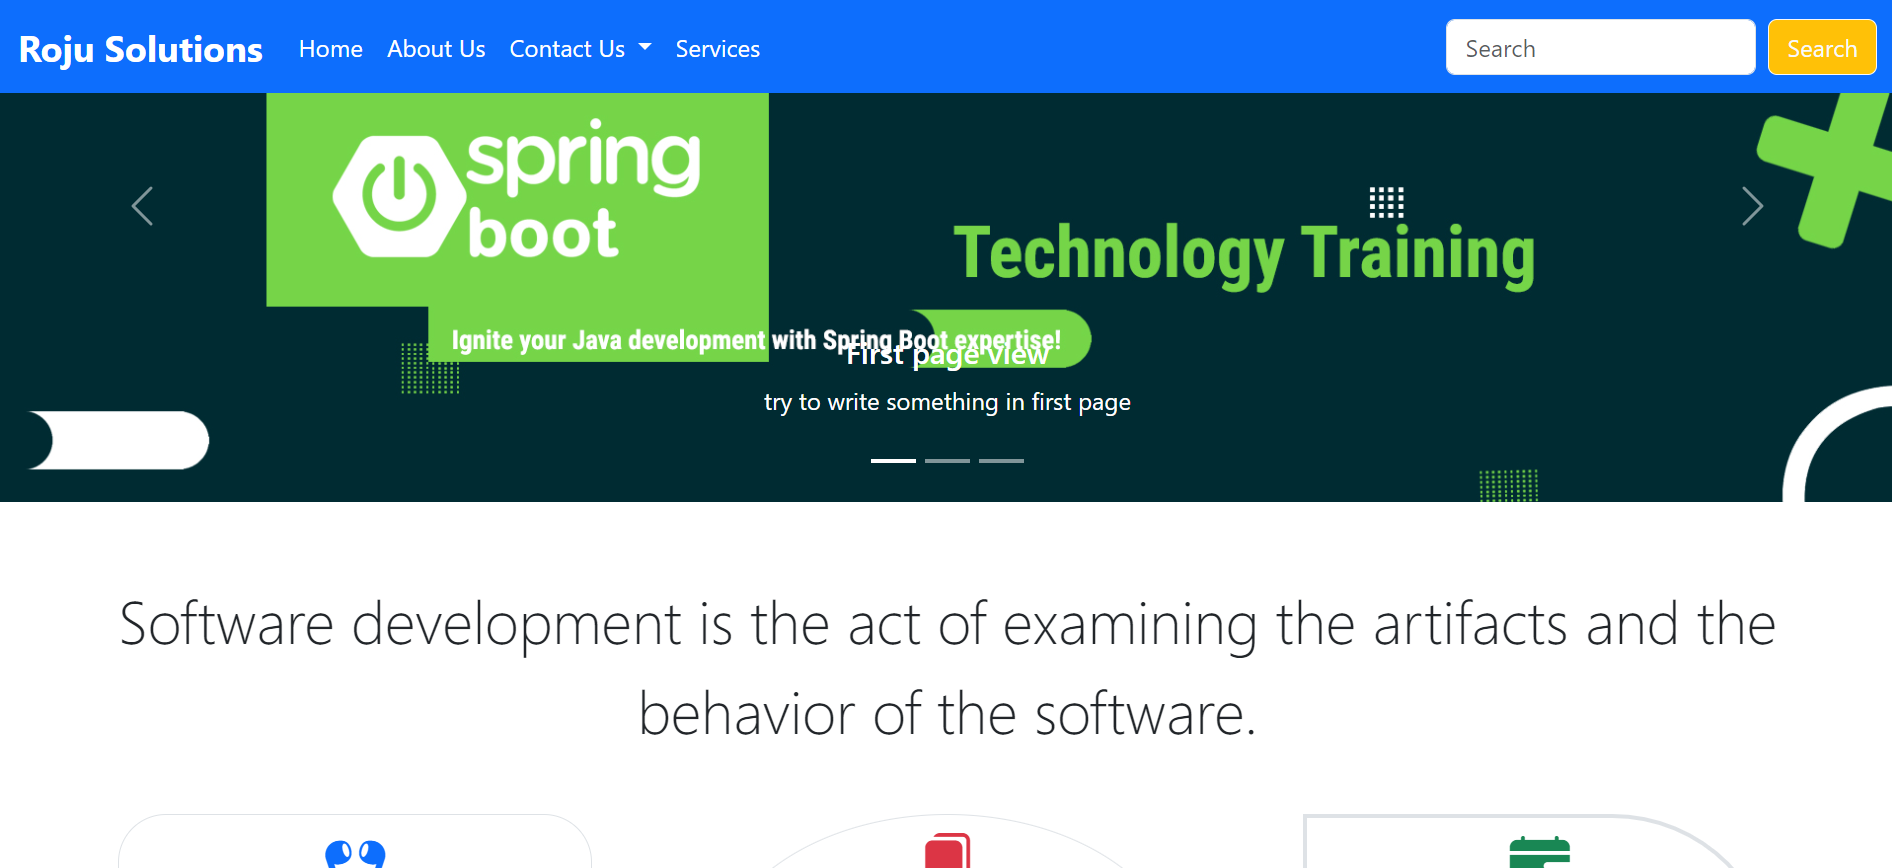 Roju Solutions
Home
About Us
Contact Us
Services
Search
Search
spring
boot
Technology Training
Ignite your Java development with Spring Boot expertise!
First page view
try to write something in first page
Software development is the act of examining the artifacts and the
behavior of the software.